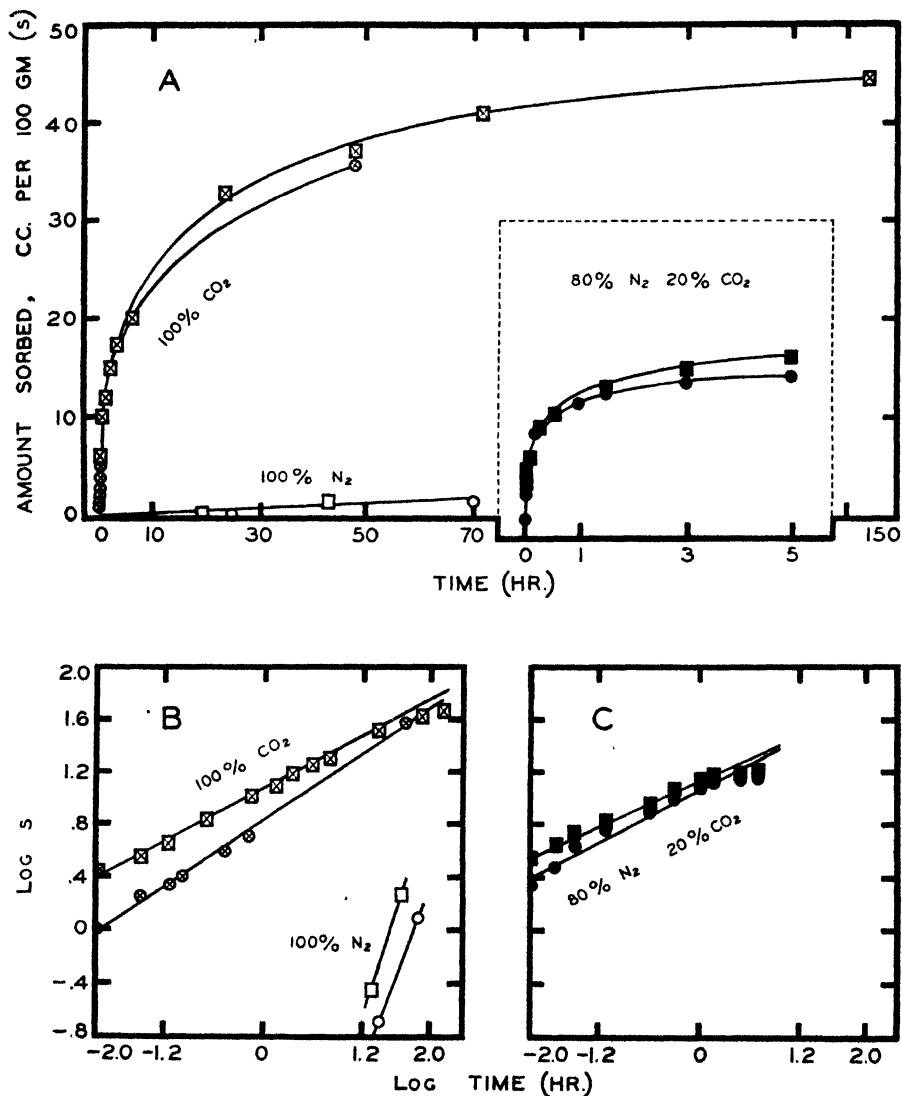 A
50
40
30
20
10
0
AMOUNT SORBED, CC. PER 100 GM (S)
100% CO₂
100% N₂
80% N₂ 20% CO₂
0 10 30 50 70 0 1 3 5 150
TIME (HR.)
B
2.0
1.6
1.2
.8
.4
0
-.4
-.8
LOG S
100% CO₂
100% N₂
-2.0 -1.2 0 1.2 2.0
C
80% N₂ 20% CO₂
-2.0 -1.2 0 1.2 2.0
LOG TIME (HR.)